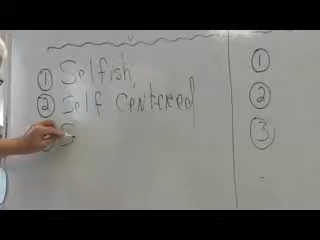 ① Selfish,
② Self centered
S
①
②
③